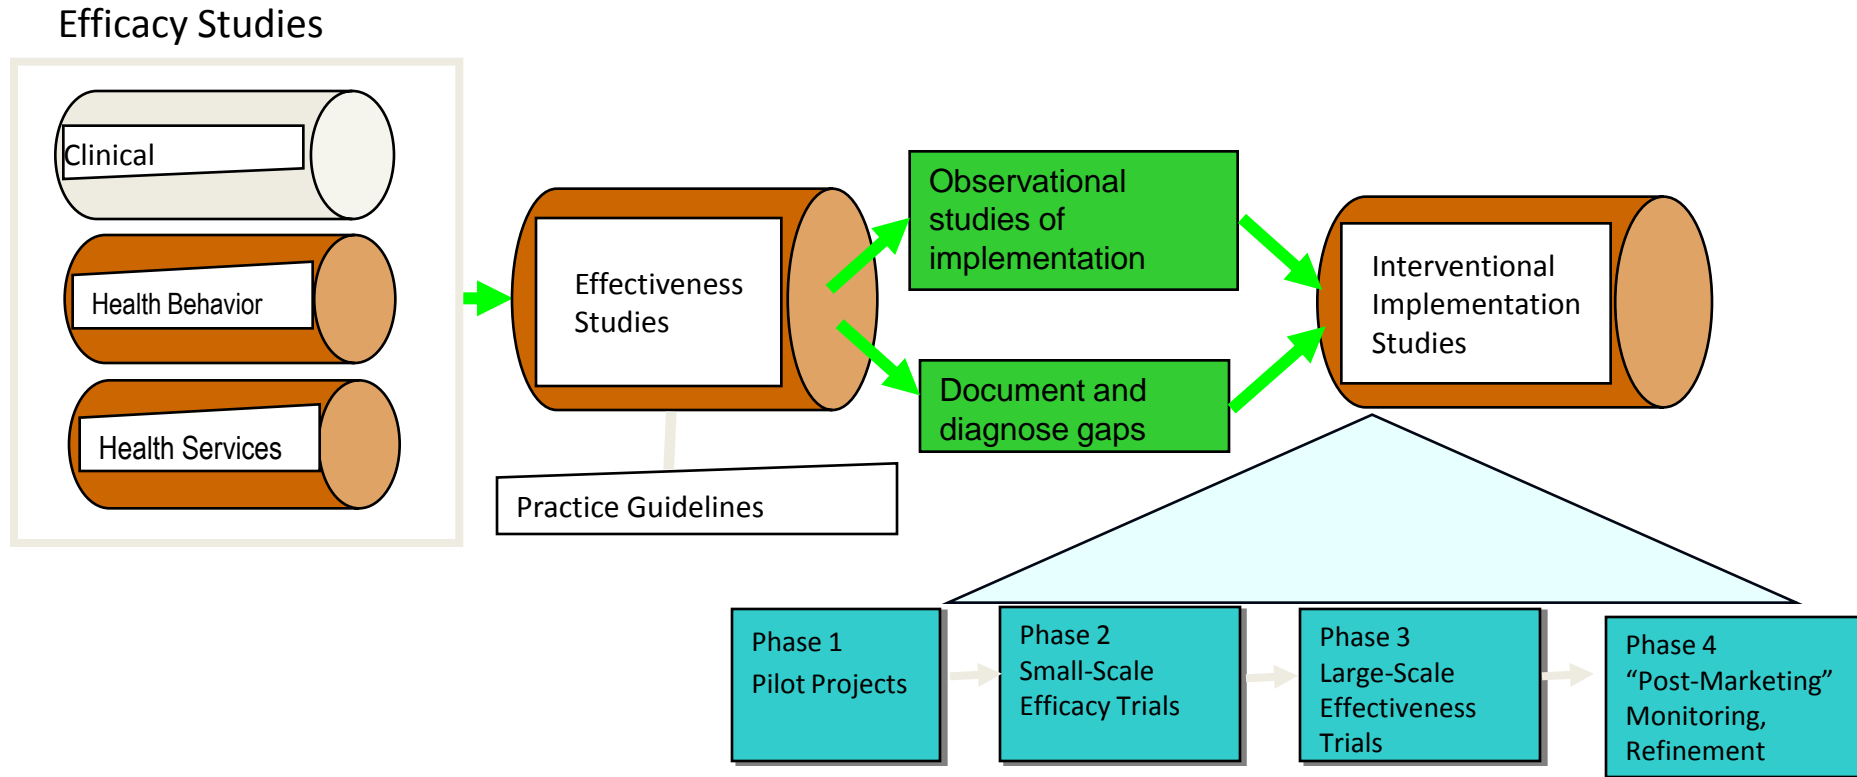 Efficacy Studies
Clinical
Health Behavior
Health Services
Effectiveness
Studies
Practice Guidelines
Observational
studies of
implementation
Document and
diagnose gaps
Interventional
Implementation
Studies
Phase 1
Pilot Projects
Phase 2
Small-Scale
Efficacy Trials
Phase 3
Large-Scale
Effectiveness
Trials
Phase 4
“Post-Marketing”
Monitoring,
Refinement